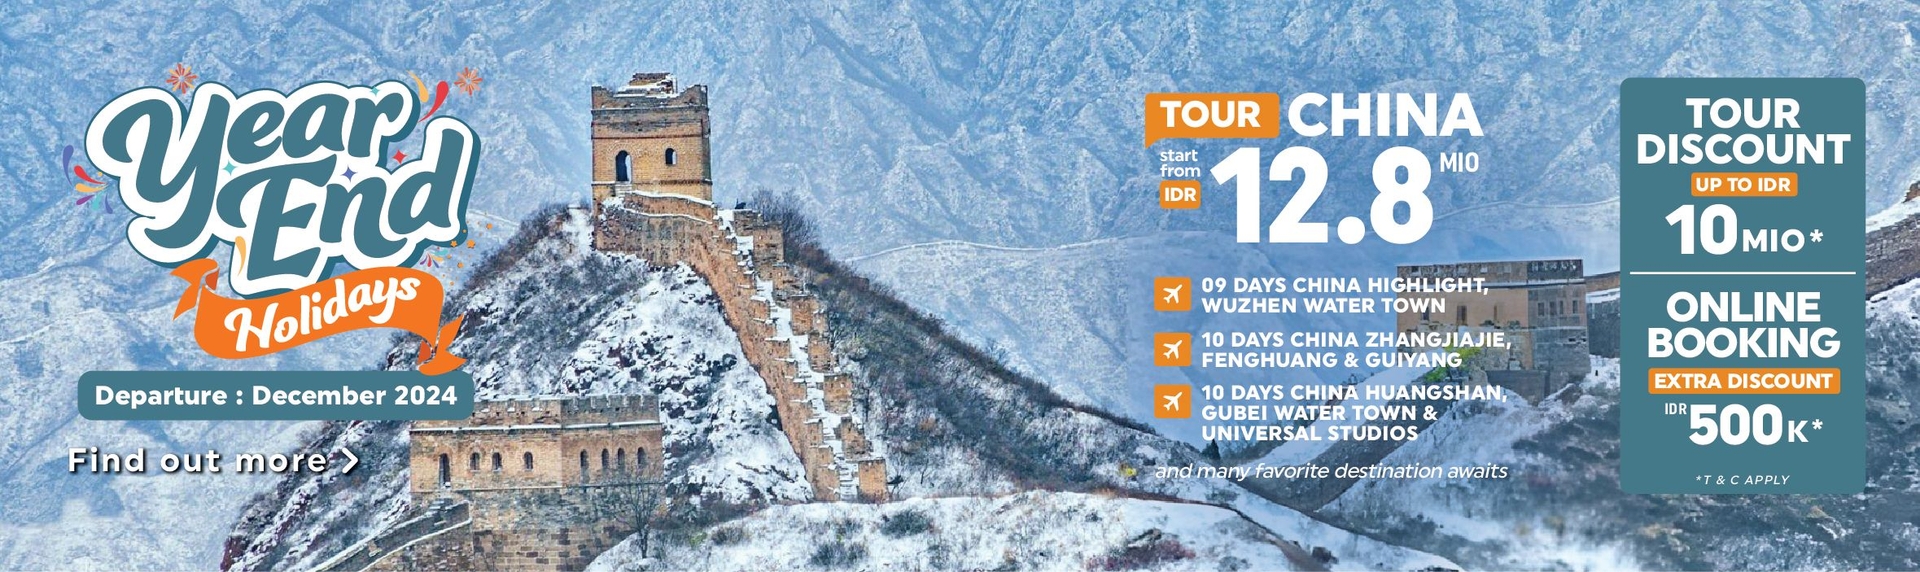 Year
End
Holidays
Departure : December 2024
Find out more >
TOUR CHINA
start
from
IDR
12.8 MIO
09 DAYS CHINA HIGHLIGHT,
WUZHEN WATER TOWN
10 DAYS CHINA ZHANGJIAJIE,
FENGHUANG & GUIYANG
10 DAYS CHINA HUANGSHAN,
GUBEI WATER TOWN &
UNIVERSAL STUDIOS
and many favorite destination awaits
TOUR
DISCOUNT
UP TO IDR
10 MIO*
ONLINE
BOOKING
EXTRA DISCOUNT
IDR 500K*
*T & C APPLY